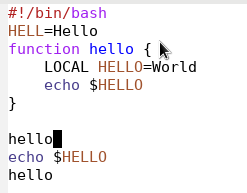 #!/bin/bash
HELL=Hello
function hello {
    LOCAL HELLO=World
    echo $HELLO
}
hello
echo $HELLO
hello